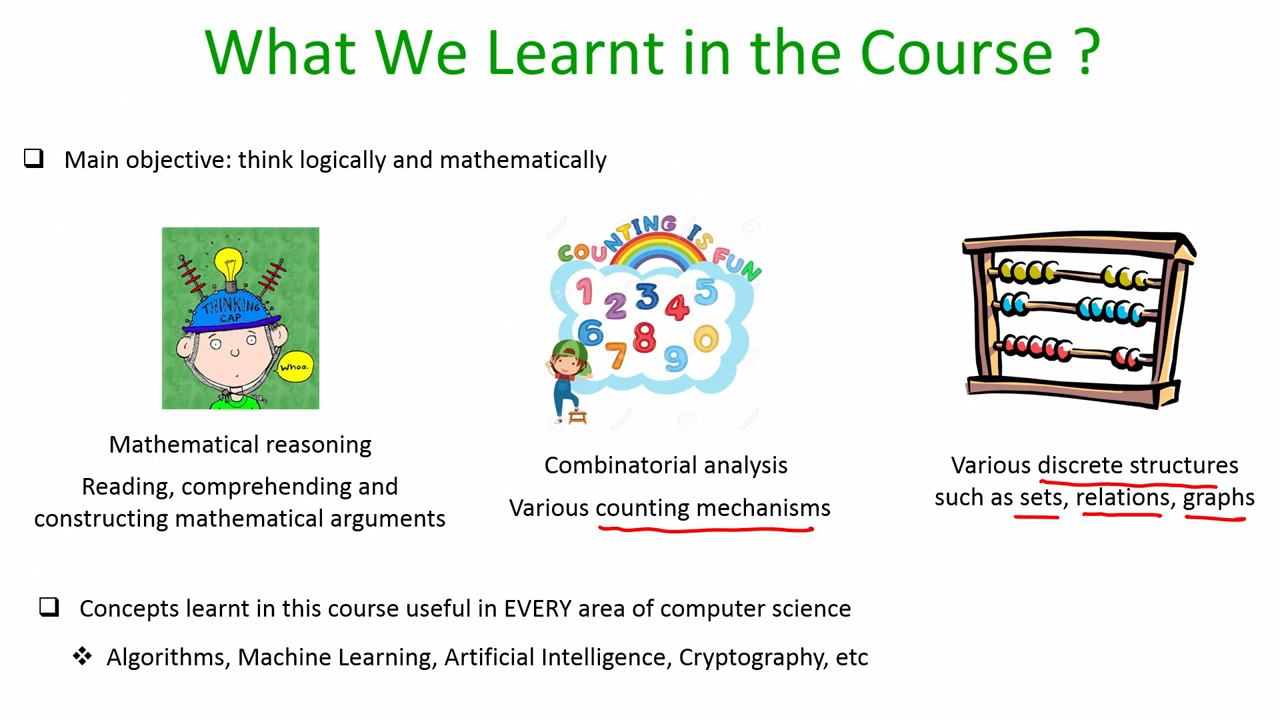 What We Learnt in the Course ?
❑ Main objective: think logically and mathematically
THINKING
CAP
Whoa.
Mathematical reasoning
Reading, comprehending and
constructing mathematical arguments
COUNTING IS FUN
1 2 3 4 5
6 7 8 9 0
Combinatorial analysis
Various counting mechanisms
Various discrete structures
such as sets, relations, graphs
❑ Concepts learnt in this course useful in EVERY area of computer science
❖ Algorithms, Machine Learning, Artificial Intelligence, Cryptography, etc